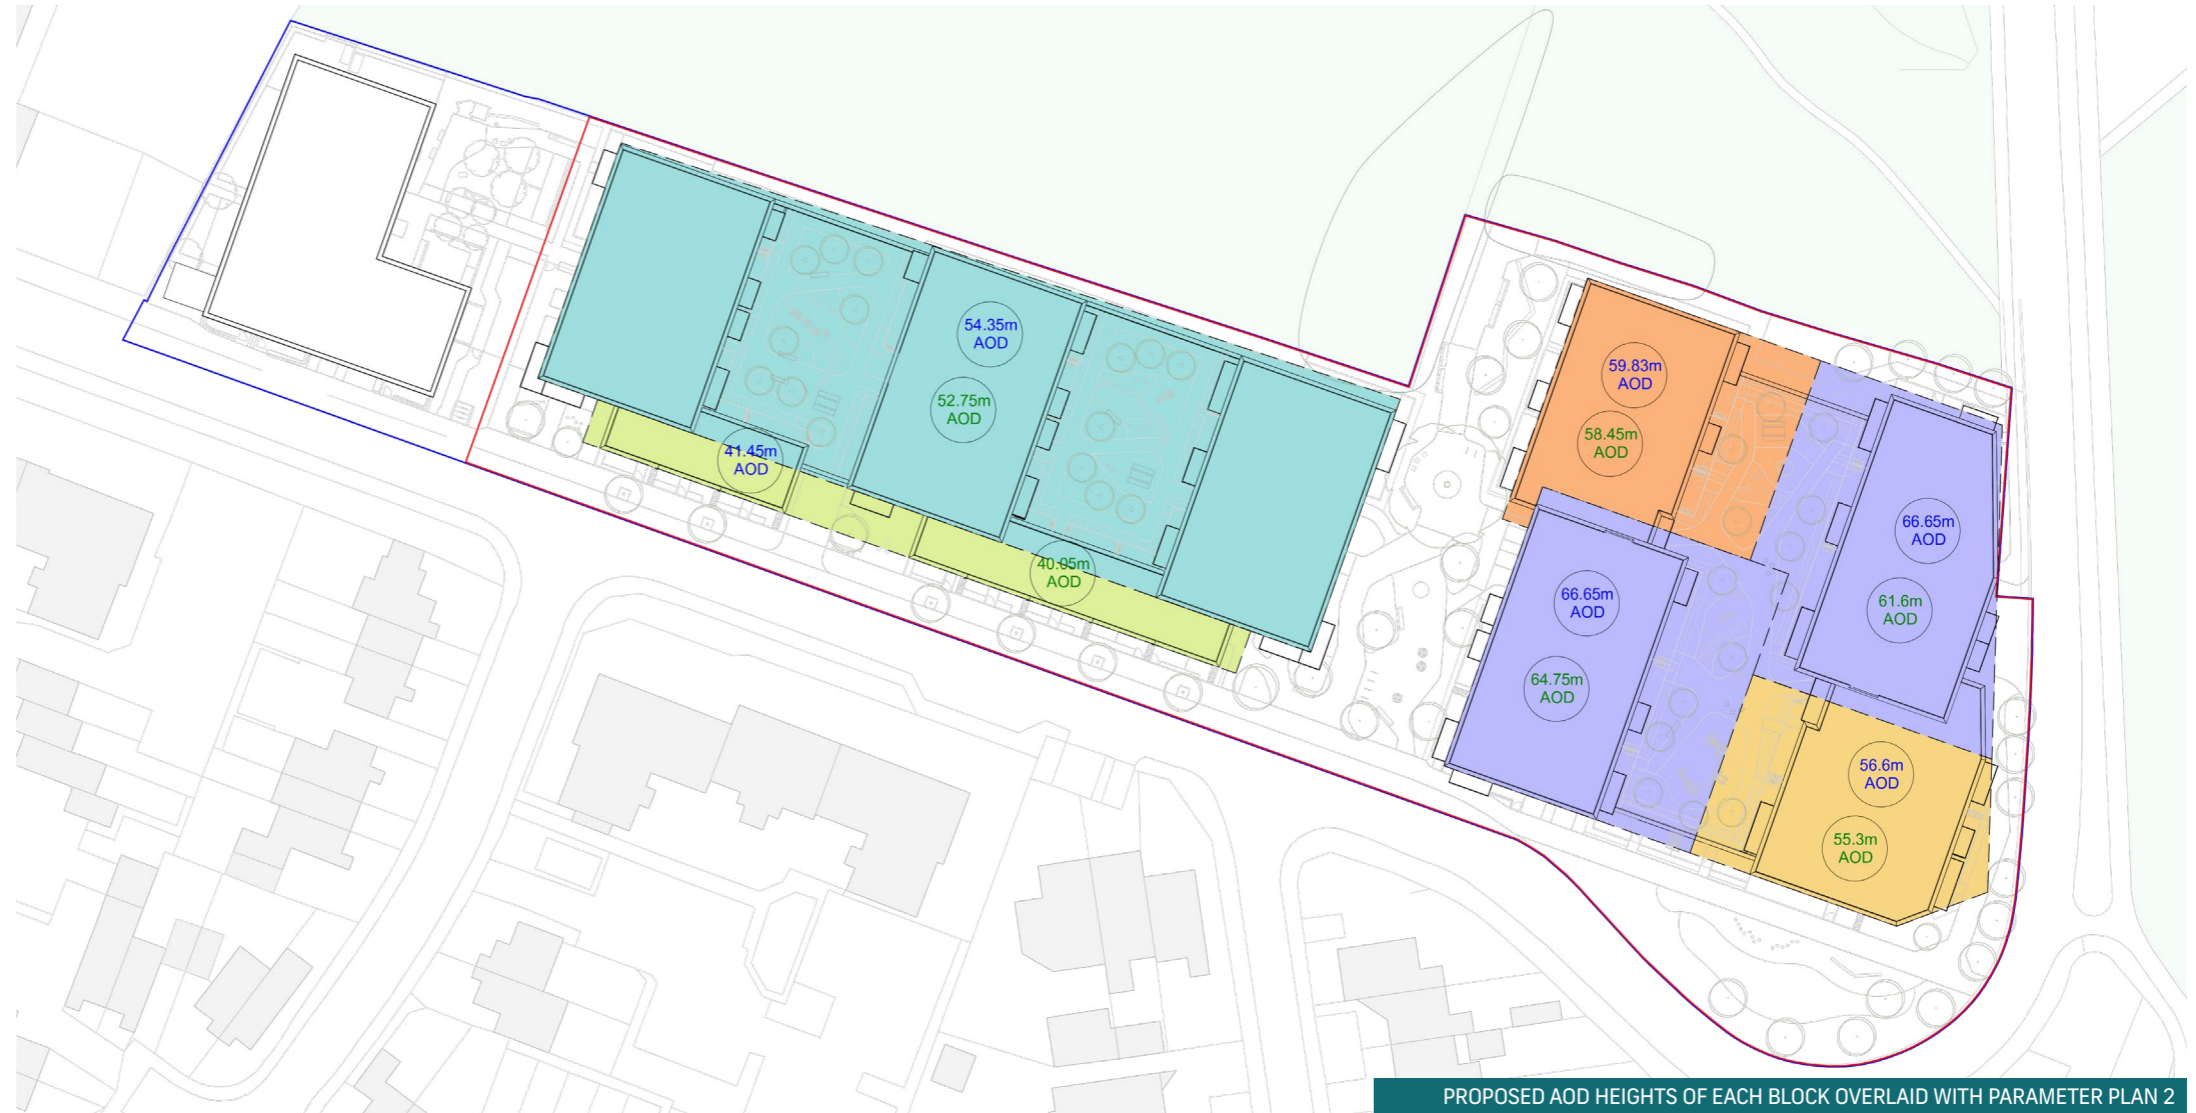 54.35m
AOD
52.75m
AOD
41.45m
AOD
40.05m
AOD
59.83m
AOD
58.45m
AOD
66.65m
AOD
61.6m
AOD
66.65m
AOD
64.75m
AOD
56.6m
AOD
55.3m
AOD
PROPOSED AOD HEIGHTS OF EACH BLOCK OVERLAID WITH PARAMETER PLAN 2